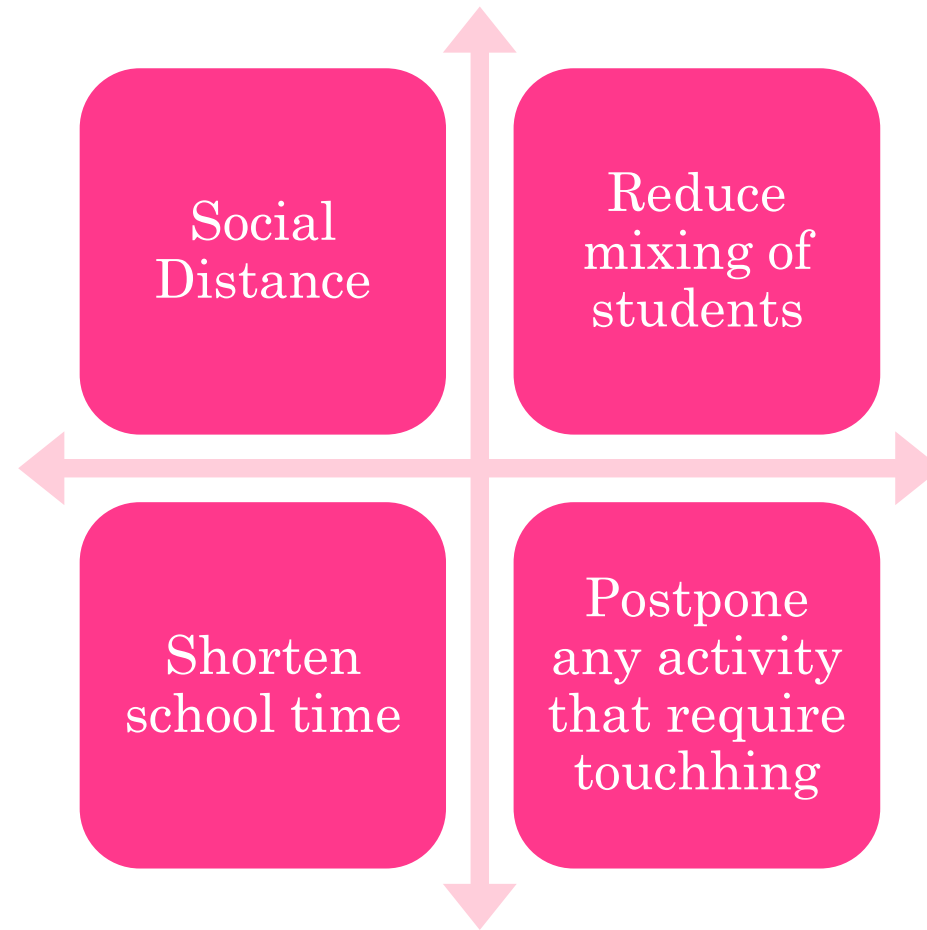 Social
Distance
Reduce
mixing of
students
Shorten
school time
Postpone
any activity
that require
touchhing